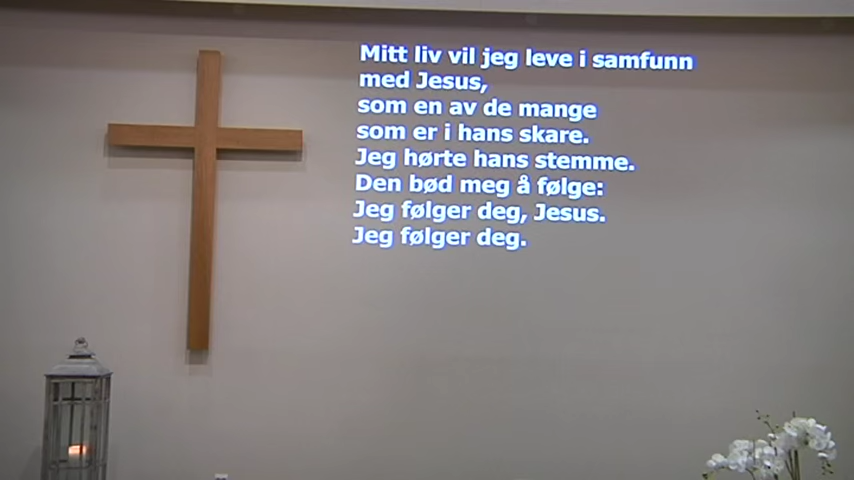 Mitt liv vil jeg leve i samfunn
med Jesus,
som en av de mange
som er i hans skare.
Jeg hørte hans stemme.
Den bød meg å følge:
Jeg følger deg, Jesus.
Jeg følger deg.